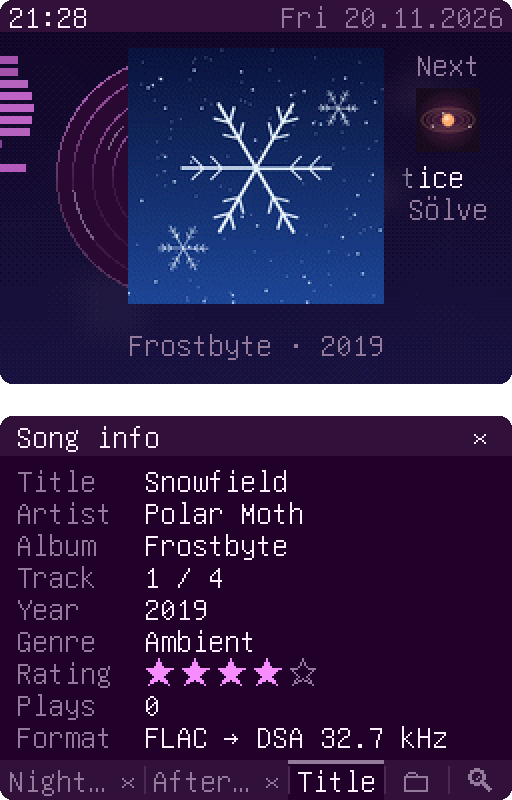 21:28 Fri 20.11.2026
Next
tice
Sölve
Frostbyte · 2019
Song info ×
Title Snowfield
Artist Polar Moth
Album Frostbyte
Track 1 / 4
Year 2019
Genre Ambient
Rating ★★★★☆
Plays 0
Format FLAC → DSA 32.7 kHz
Night… × After… × Title